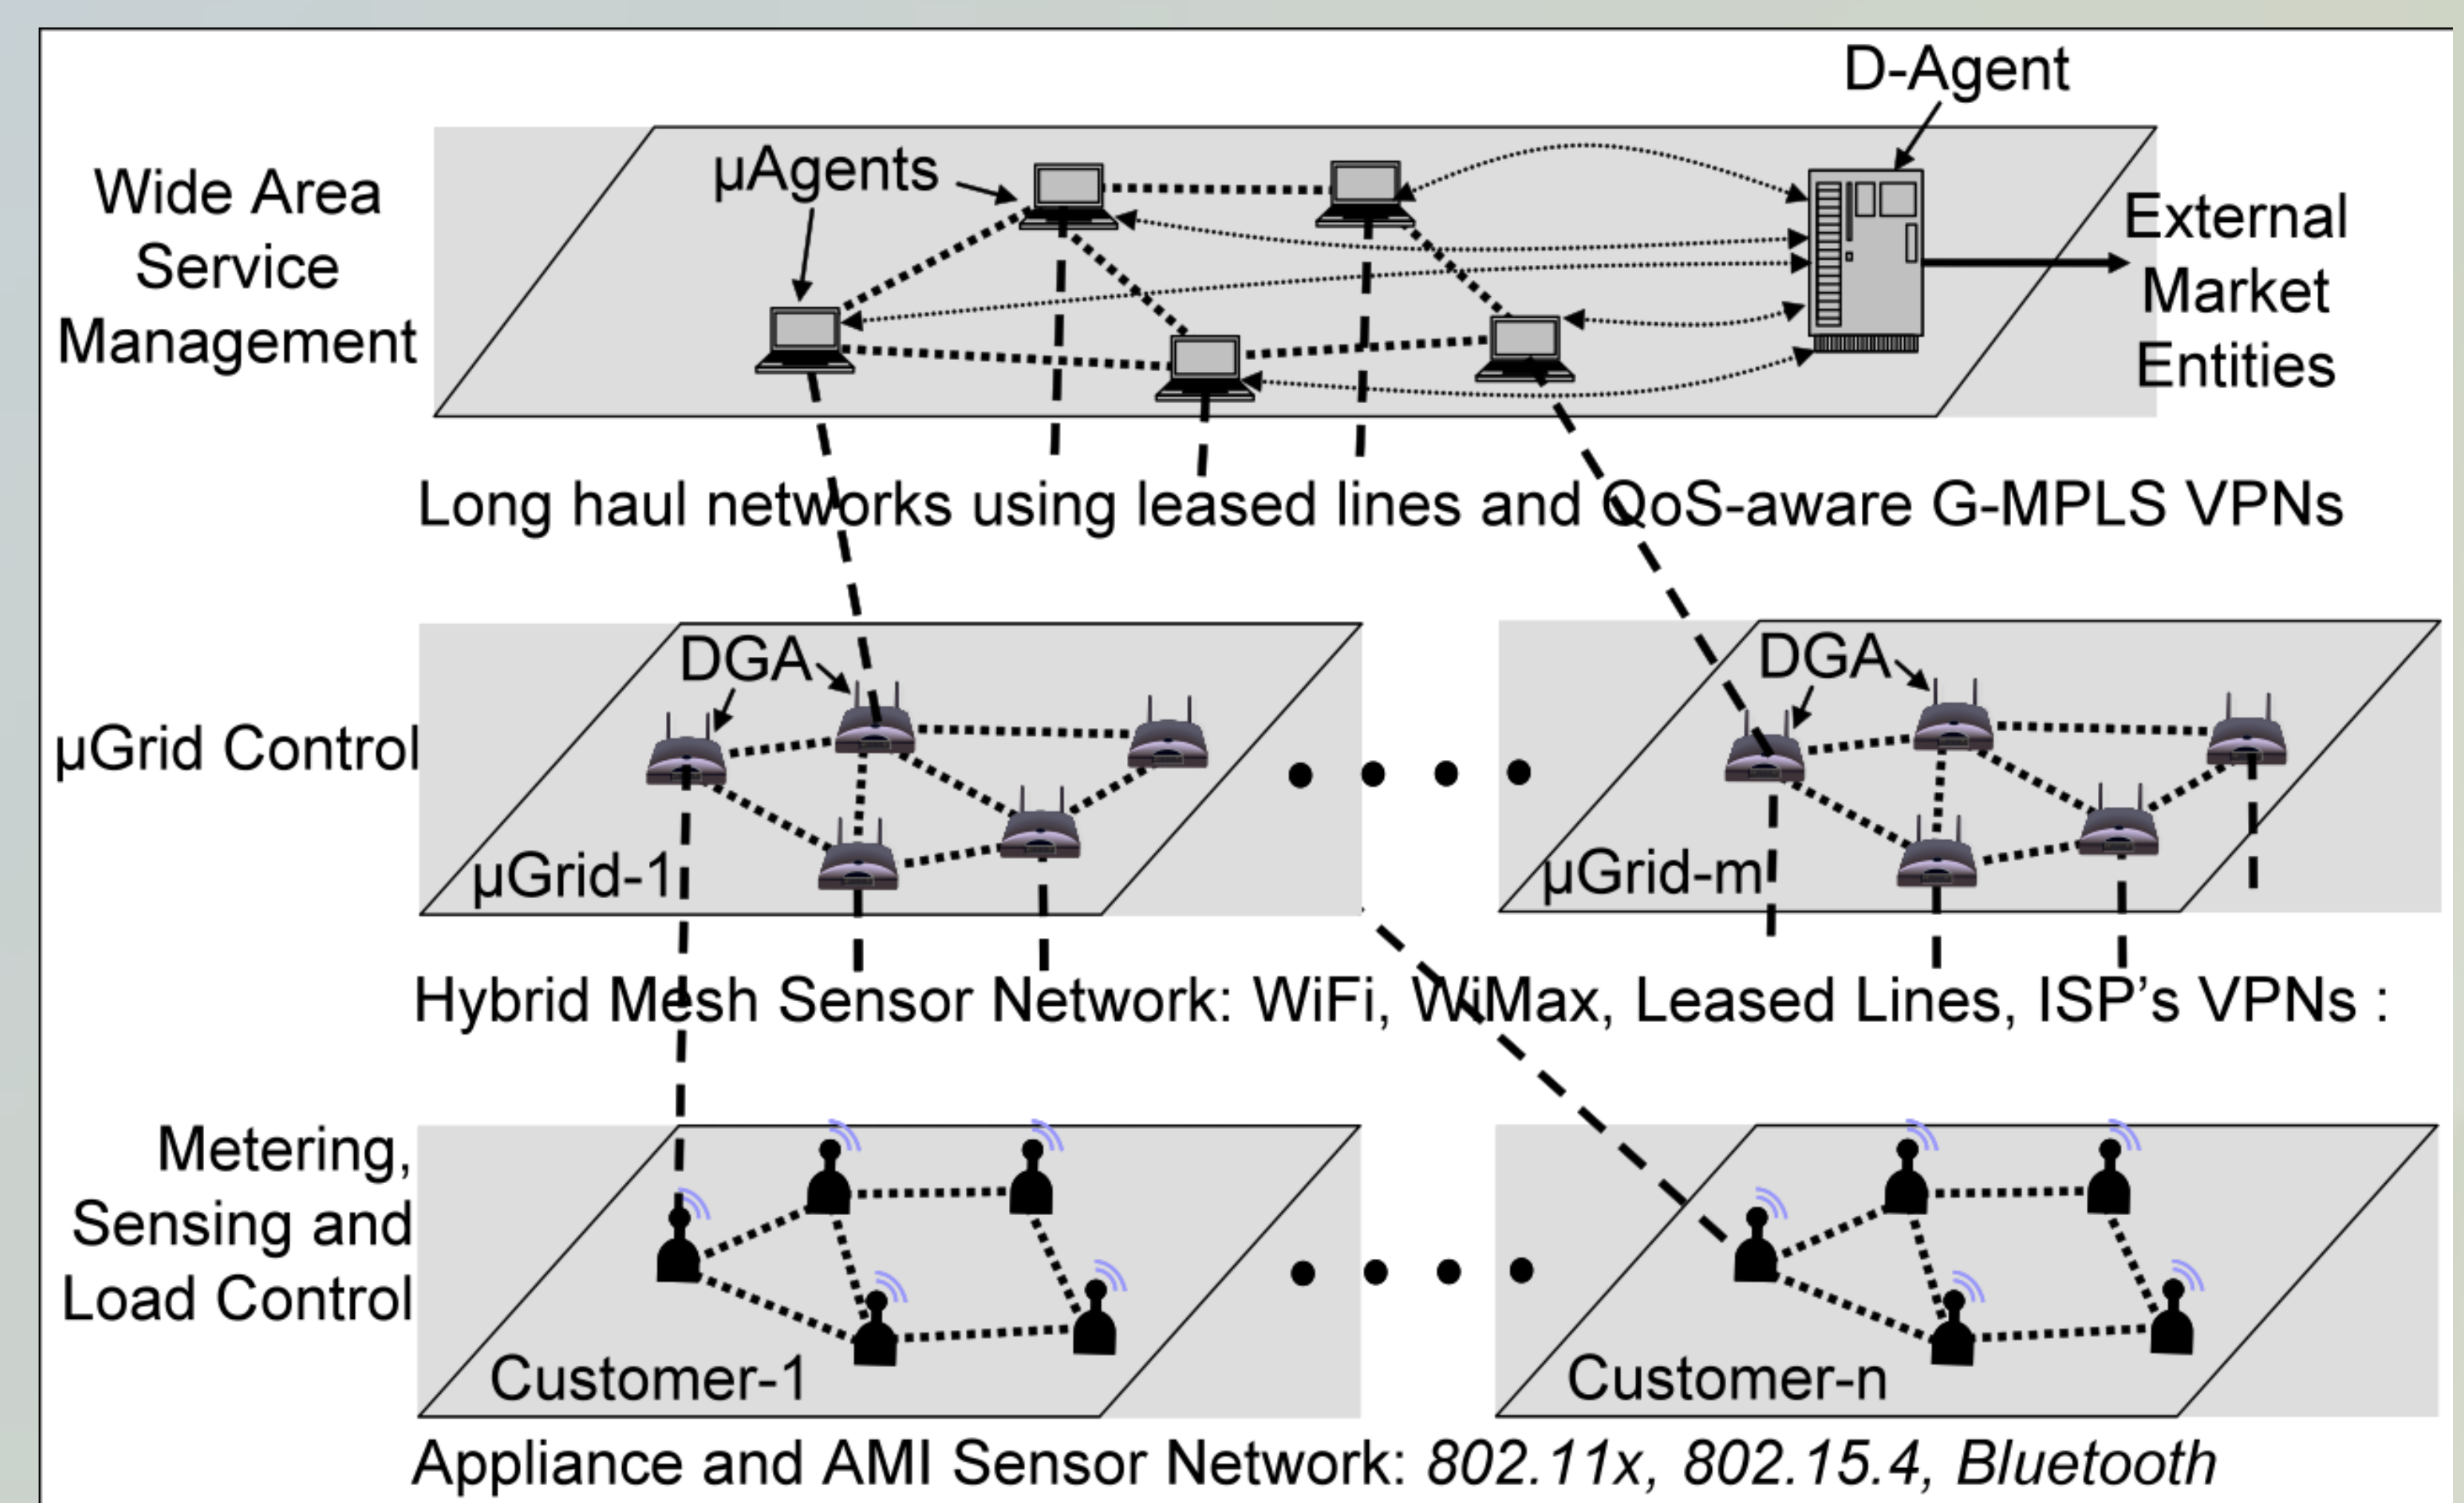 D-Agent
Wide Area
Service
Management
µAgents
External
Market
Entities
Long haul networks using leased lines and QoS-aware G-MPLS VPNs
µGrid Control
DGA
µGrid-1
DGA
µGrid-m
Hybrid Mesh Sensor Network: WiFi, WiMax, Leased Lines, ISP's VPNs :
Metering,
Sensing and
Load Control
Customer-1
Customer-n
Appliance and AMI Sensor Network: 802.11x, 802.15.4, Bluetooth